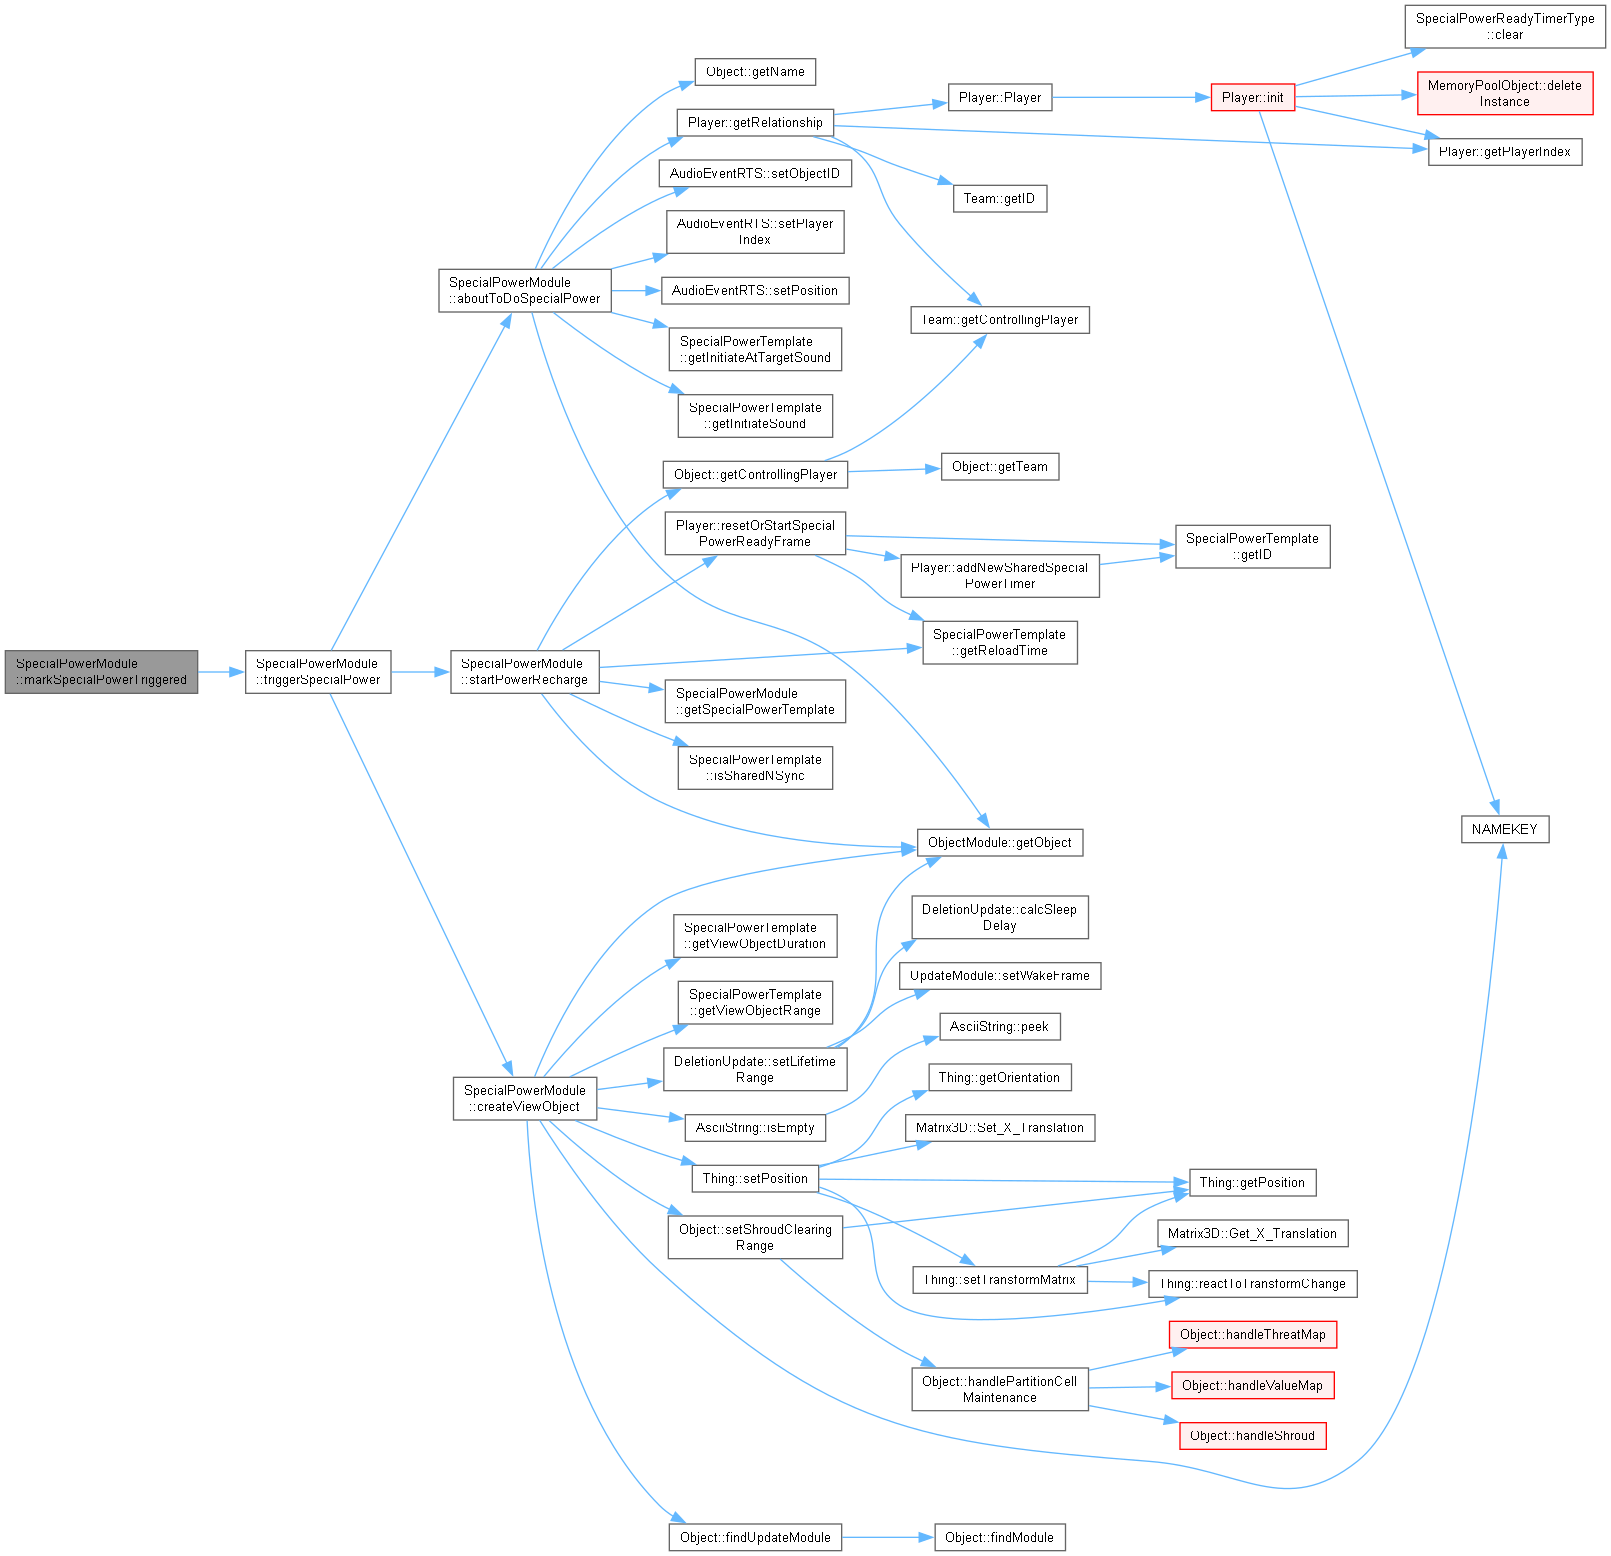 SpecialPowerReadyTimerType
::clear
Object::getName
MemoryPoolObject::delete
Instance
Player::Player
Player::init
Player::getRelationship
Player::getPlayerIndex
AudioEventRTS::setObjectID
Team::getID
AudioEventRTS::setPlayer
Index
SpecialPowerModule
::aboutToDoSpecialPower
AudioEventRTS::setPosition
Team::getControllingPlayer
SpecialPowerTemplate
::getInitiateAtTargetSound
SpecialPowerTemplate
::getInitiateSound
Object::getControllingPlayer
Object::getTeam
Player::resetOrStartSpecial
PowerReadyFrame
SpecialPowerTemplate
::getID
Player::addNewSharedSpecial
PowerTimer
SpecialPowerTemplate
::getReloadTime
SpecialPowerModule
::markSpecialPowerTriggered
SpecialPowerModule
::triggerSpecialPower
SpecialPowerModule
::startPowerRecharge
SpecialPowerModule
::getSpecialPowerTemplate
SpecialPowerTemplate
::isSharedNSync
NAMEKEY
ObjectModule::getObject
DeletionUpdate::calcSleep
Delay
SpecialPowerTemplate
::getViewObjectDuration
UpdateModule::setWakeFrame
SpecialPowerTemplate
::getViewObjectRange
AsciiString::peek
DeletionUpdate::setLifetime
Range
Thing::getOrientation
SpecialPowerModule
::createViewObject
AsciiString::isEmpty
Matrix3D::Set_X_Translation
Thing::setPosition
Thing::getPosition
Object::setShroudClearing
Range
Matrix3D::Get_X_Translation
Thing::setTransformMatrix
Thing::reactToTransformChange
Object::handleThreatMap
Object::handlePartitionCell
Maintenance
Object::handleValueMap
Object::handleShroud
Object::findUpdateModule
Object::findModule